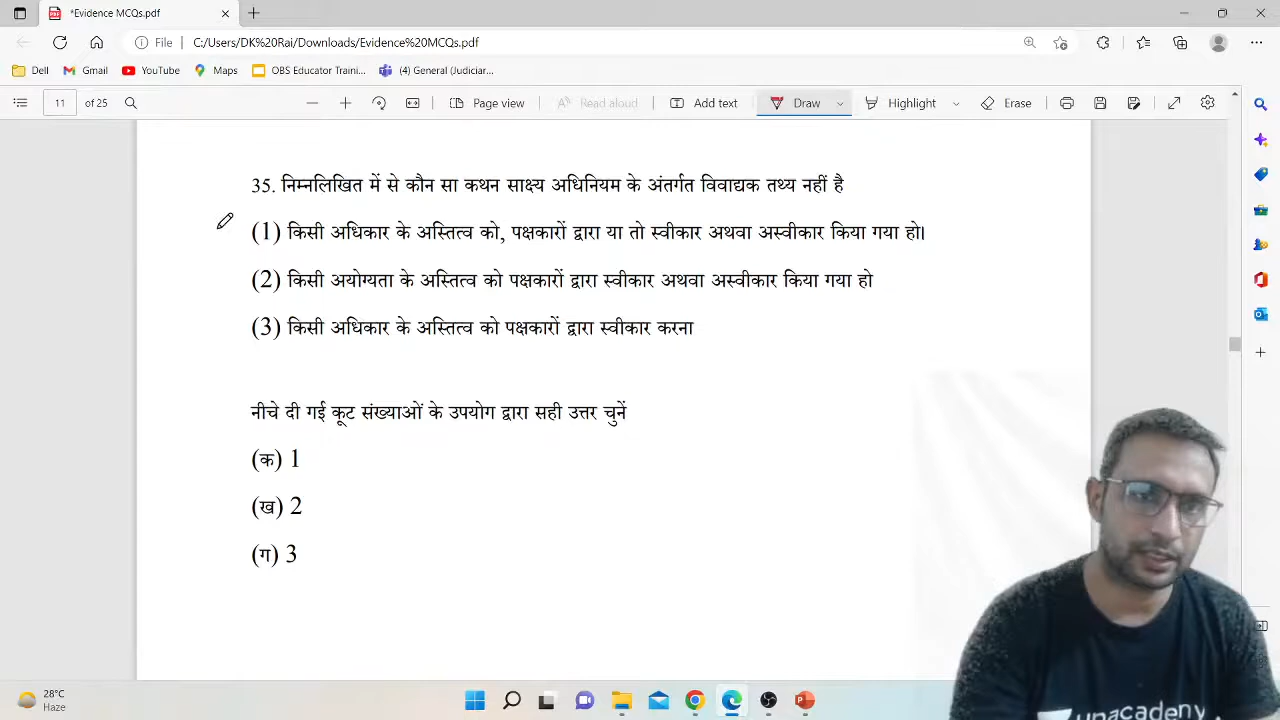 *Evidence MCQs.pdf
File C:/Users/DK%20Rai/Downloads/Evidence%20MCQs.pdf
Dell Gmail YouTube Maps OBS Educator Traini... (4) General (Judiciar...
11 of 25 Page view Read aloud Add text Draw Highlight Erase
35. निम्नलिखित में से कौन सा कथन साक्ष्य अधिनियम के अंतर्गत विवाद्यक तथ्य नहीं है
(1) किसी अधिकार के अस्तित्व को, पक्षकारों द्वारा या तो स्वीकार अथवा अस्वीकार किया गया हो।
(2) किसी अयोग्यता के अस्तित्व को पक्षकारों द्वारा स्वीकार अथवा अस्वीकार किया गया हो
(3) किसी अधिकार के अस्तित्व को पक्षकारों द्वारा स्वीकार करना
नीचे दी गई कूट संख्याओं के उपयोग द्वारा सही उत्तर चुनें
(क) 1
(ख) 2
(ग) 3
unacademy
28°C
Haze